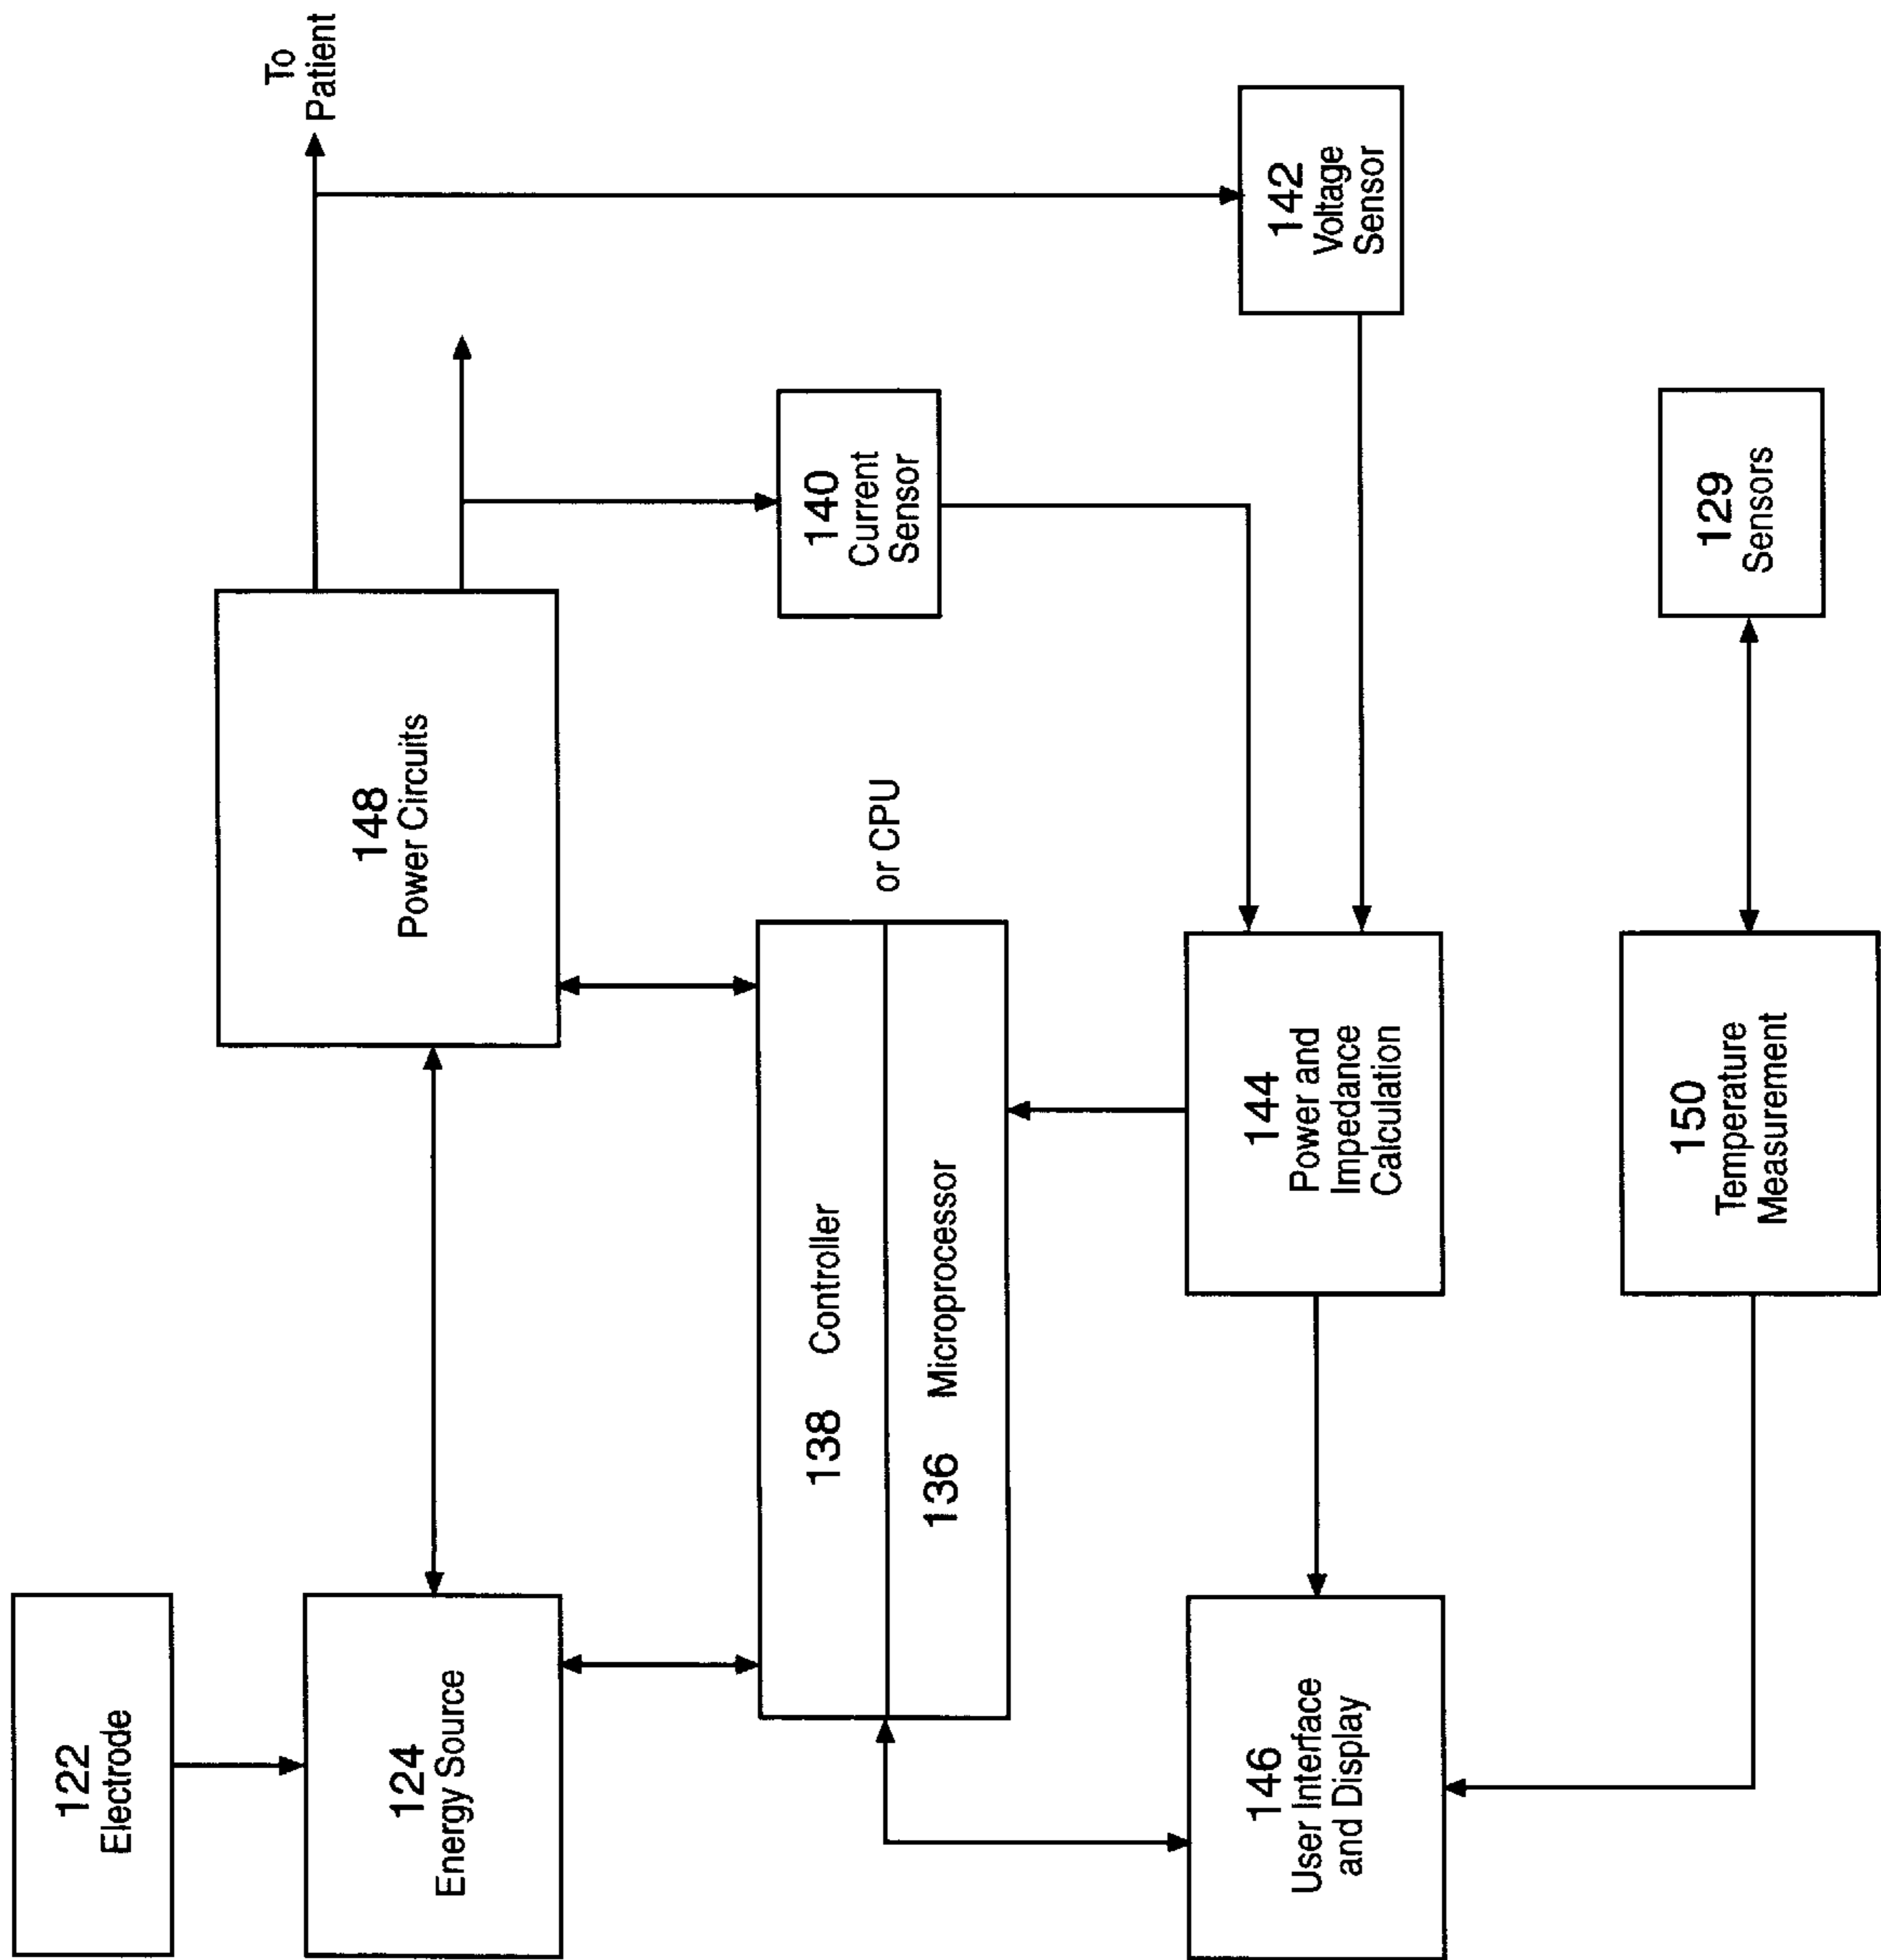 122
Electrode
124
Energy Source
148
Power Circuits
To
Patient
138 Controller
136 Microprocessor
or CPU
140
Current
Sensor
142
Voltage
Sensor
146
User Interface
and Display
144
Power and
Impedance
Calculation
150
Temperature
Measurement
129
Sensors